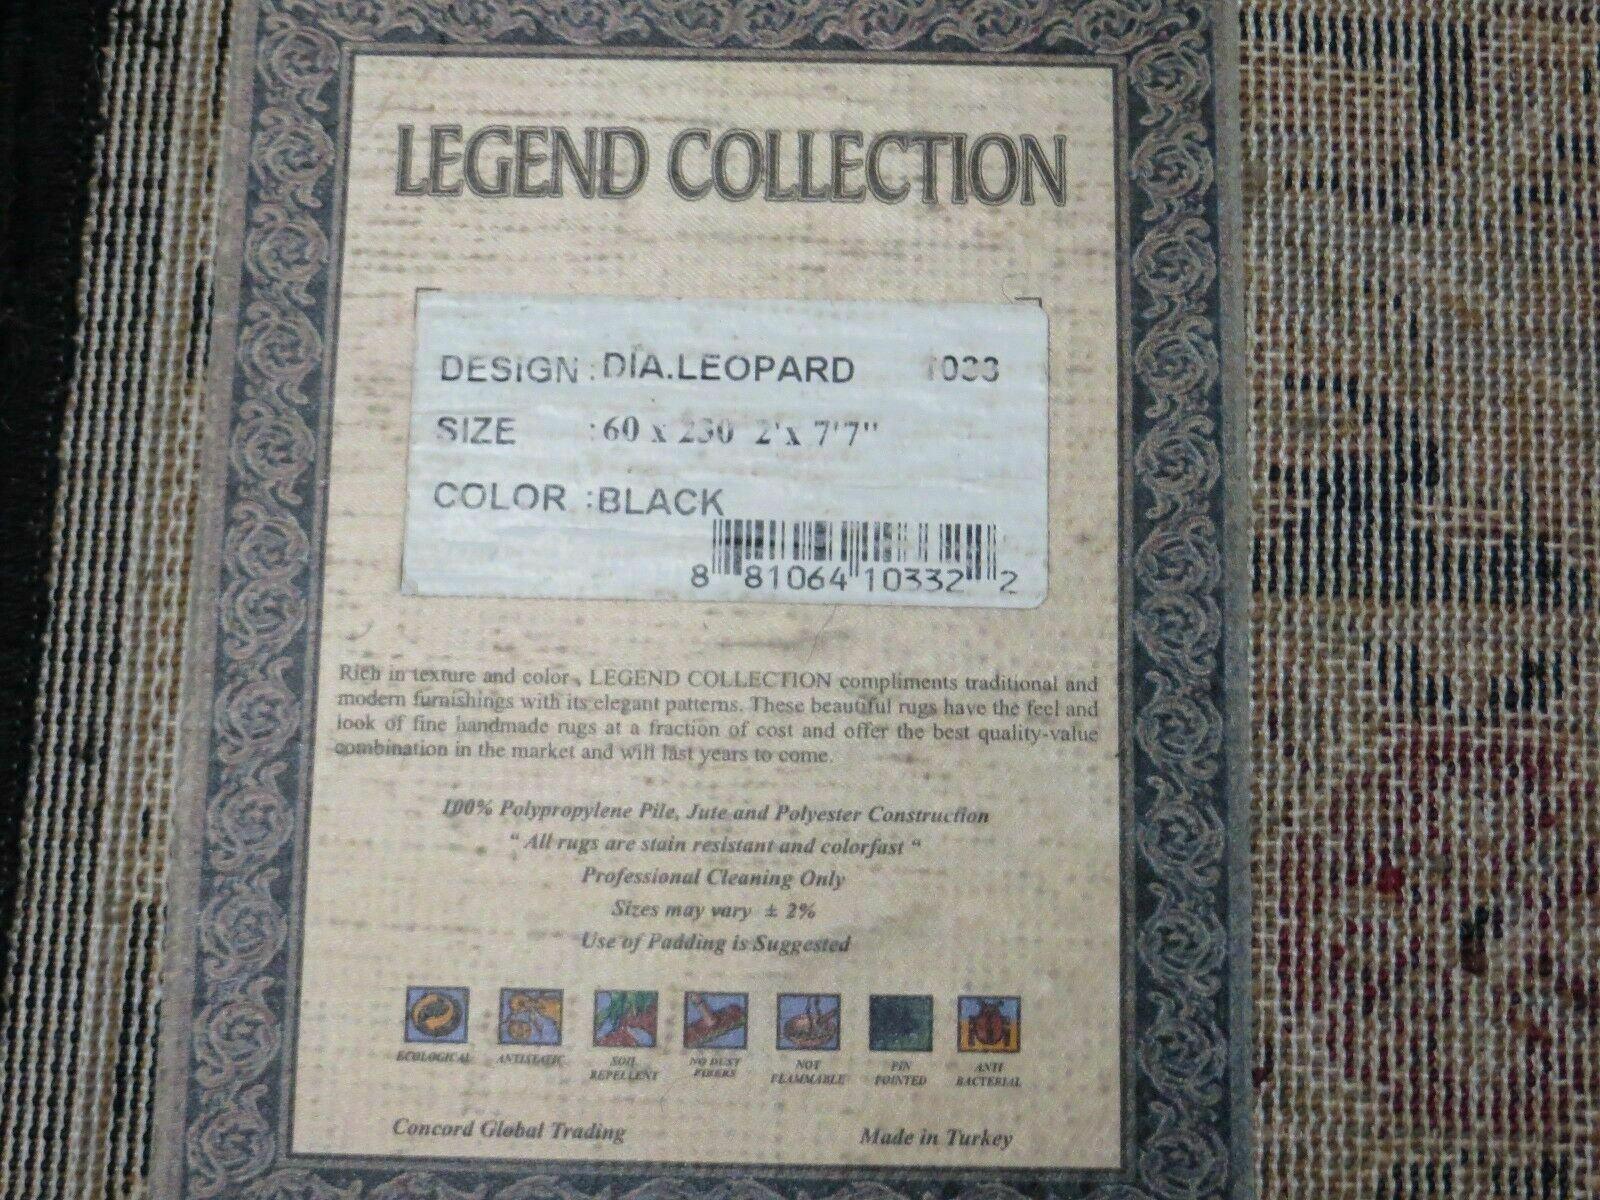 LEGEND COLLECTION
DESIGN :DIA.LEOPARD 1033
SIZE :60 x 230 2'x 7'7"
COLOR :BLACK
8 81064 10332 2
Rich in texture and color, LEGEND COLLECTION compliments traditional and
modern furnishings with its elegant patterns. These beautiful rugs have the feel and
look of fine handmade rugs at a fraction of cost and offer the best quality-value
combination in the market and will last years to come.
100% Polypropylene Pile, Jute and Polyester Construction
" All rugs are stain resistant and colorfast "
Professional Cleaning Only
Sizes may vary ± 2%
Use of Padding is Suggested
ECOLOGICAL ANTISTATIC SOIL REPELLENT NO DUST FIBERS NOT FLAMMABLE PIN POINTED ANTI BACTERIAL
Concord Global Trading Made in Turkey